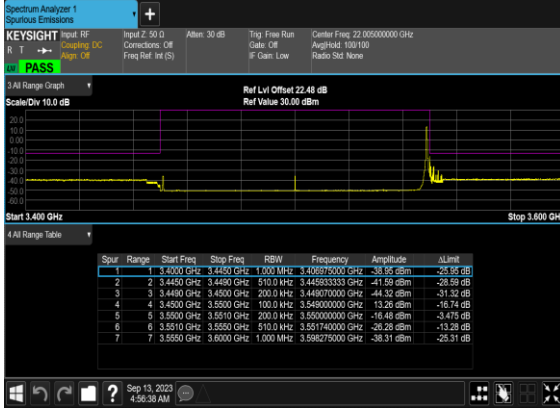 Spectrum Analyzer 1
Spurious Emissions
+
KEYSIGHT Input: RF Input Z: 50 Ω Atten: 30 dB Trig: Free Run Center Freq: 22.005000000 GHz
R T Coupling: DC Corrections: Off Gate: Off Avg|Hold: 100/100
Align: Off Freq Ref: Int (S) IF Gain: Low Radio Std: None
PASS
3 All Range Graph
Ref Lvl Offset 22.48 dB
Scale/Div 10.0 dB Ref Value 30.00 dBm
20.0
10.0
0.00
-10.0
-20.0
-30.0
-40.0
-50.0
-60.0
Start 3.400 GHz Stop 3.600 GH
4 All Range Table
Spur Range Start Freq Stop Freq RBW Frequency Amplitude ΔLimit
1 1 3.4000 GHz 3.4450 GHz 1.000 MHz 3.406975000 GHz -38.95 dBm -25.95 dB
2 2 3.4450 GHz 3.4490 GHz 510.0 kHz 3.445933333 GHz -41.59 dBm -28.59 dB
3 3 3.4490 GHz 3.4500 GHz 200.0 kHz 3.449070000 GHz -44.32 dBm -31.32 dB
4 4 3.4500 GHz 3.5500 GHz 100.0 kHz 3.549000000 GHz 13.26 dBm -16.74 dB
5 5 3.5500 GHz 3.5510 GHz 200.0 kHz 3.550000000 GHz -16.48 dBm -3.475 dB
6 6 3.5510 GHz 3.5550 GHz 510.0 kHz 3.551740000 GHz -26.28 dBm -13.28 dB
7 7 3.5550 GHz 3.6000 GHz 1.000 MHz 3.598275000 GHz -38.31 dBm -25.31 dB
? Sep 13, 2023
4:56:38 AM